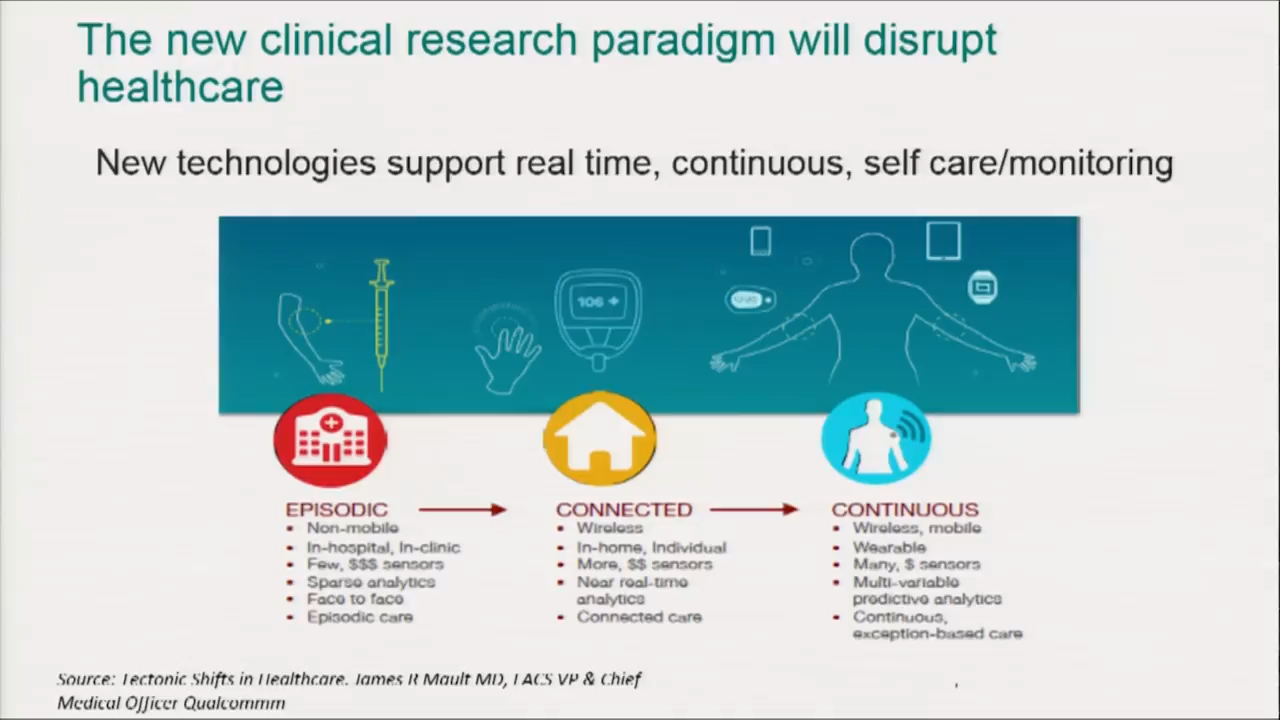 The new clinical research paradigm will disrupt
healthcare
New technologies support real time, continuous, self care/monitoring
106 +
EPISODIC
• Non-mobile
• In-hospital, In-clinic
• Few, $$$ sensors
• Sparse analytics
• Face to face
• Episodic care
CONNECTED
• Wireless
• In-home, Individual
• More, $$ sensors
• Near real-time
analytics
• Connected care
CONTINUOUS
• Wireless, mobile
• Wearable
• Many, $ sensors
• Multi-variable
predictive analytics
• Continuous,
exception-based care
Source: Tectonic Shifts in Healthcare. James R Mault MD, FACS VP & Chief
Medical Officer Qualcommm